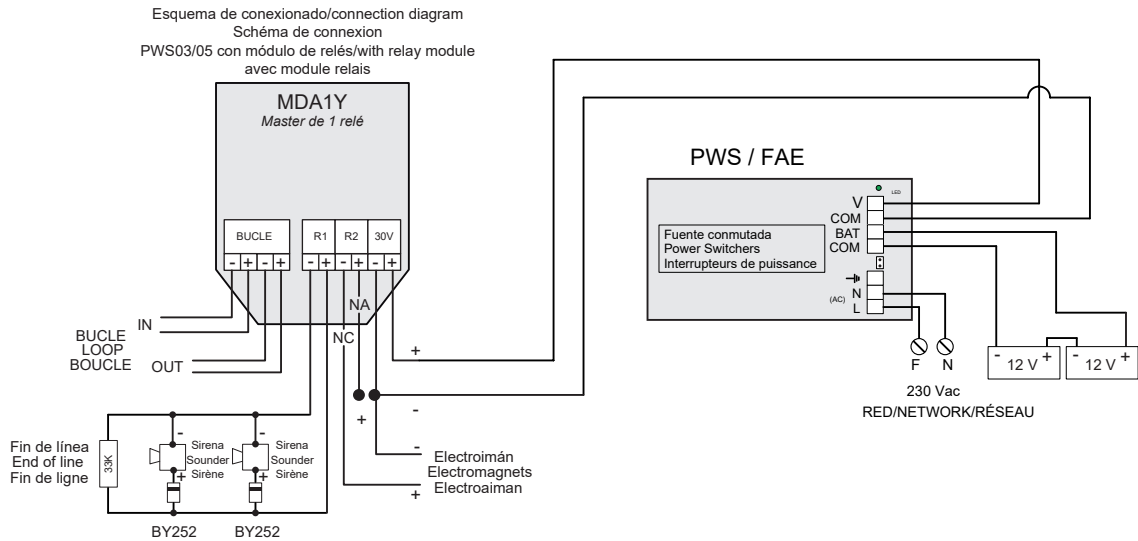 Esquema de conexionado/connection diagram
Schéma de connexion
PWS03/05 con módulo de relés/with relay module
avec module relais
MDA1Y
Master de 1 relé
BUCLE
R1
R2
30V
- + - +
- +
- +
- +
NA
NC
IN
BUCLE
LOOP
BOUCLE
OUT
+
+
-
-
Electroimán
Electromagnets
Electroaiman
+
Fin de línea
End of line
Fin de ligne
33K
-
Sirena
Sounder
Sirène
+
-
Sirena
Sounder
Sirène
+
BY252
BY252
PWS / FAE
LED
V
COM
BAT
COM
Fuente conmutada
Power Switchers
Interrupteurs de puissance
(AC)
N
L
F
N
230 Vac
RED/NETWORK/RÉSEAU
- 12 V +
- 12 V +